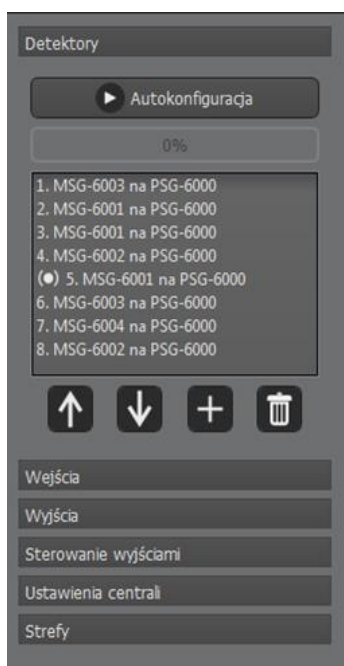 Detektory
Autokonfiguracja
0%
1. MSG-6003 na PSG-6000
2. MSG-6001 na PSG-6000
3. MSG-6001 na PSG-6000
4. MSG-6002 na PSG-6000
5. MSG-6001 na PSG-6000
6. MSG-6003 na PSG-6000
7. MSG-6004 na PSG-6000
8. MSG-6002 na PSG-6000
Wejścia
Wyjścia
Sterowanie wyjściami
Ustawienia centrali
Strefy